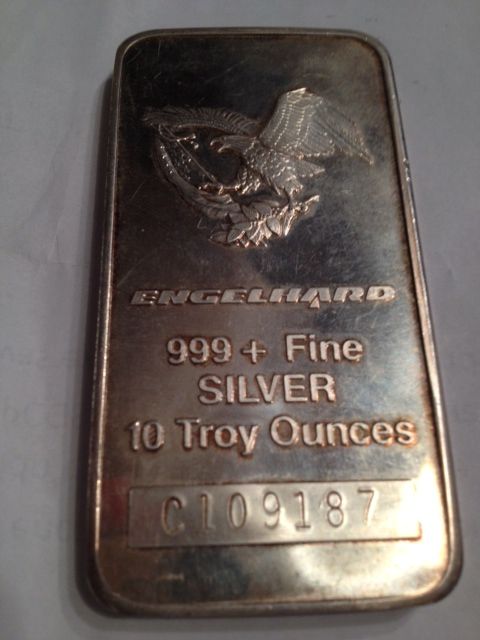 ENGELHARD
999+ Fine
SILVER
10 Troy Ounces
C109187